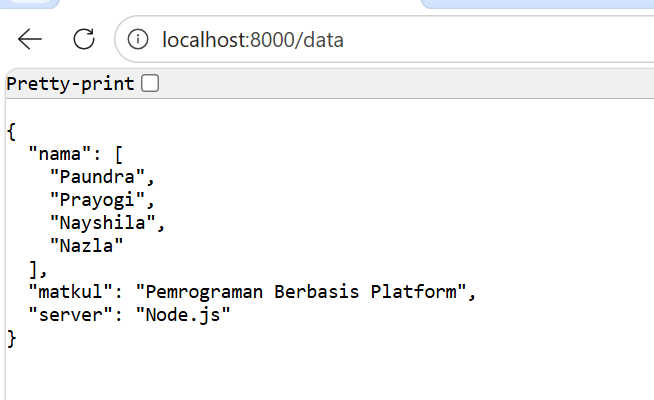 localhost:8000/data
Pretty-print
{
  "nama": [
    "Paundra",
    "Prayogi",
    "Nayshila",
    "Nazla"
  ],
  "matkul": "Pemrograman Berbasis Platform",
  "server": "Node.js"
}